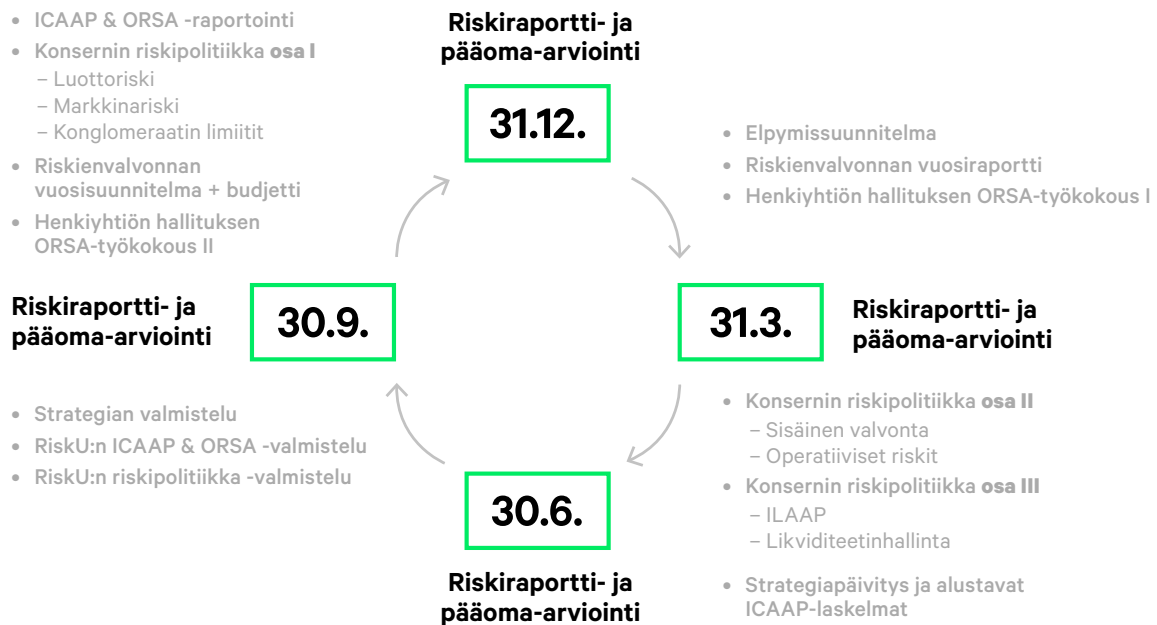 • ICAAP & ORSA -raportointi
• Konsernin riskipolitiikka osa I
– Luottoriski
– Markkinariski
– Konglomeraatin limiitit
• Riskienvalvonnan
vuosisuunnitelma + budjetti
• Henkiyhtiön hallituksen
ORSA-työkokous II
Riskiraportti- ja
pääoma-arviointi
31.12.
• Elpymissuunnitelma
• Riskienvalvonnan vuosiraportti
• Henkiyhtiön hallituksen ORSA-työkokous I
Riskiraportti- ja
pääoma-arviointi
30.9.
31.3.
Riskiraportti- ja
pääoma-arviointi
• Strategian valmistelu
• RiskU:n ICAAP & ORSA -valmistelu
• RiskU:n riskipolitiikka -valmistelu
30.6.
Riskiraportti- ja
pääoma-arviointi
• Konsernin riskipolitiikka osa II
– Sisäinen valvonta
– Operatiiviset riskit
• Konsernin riskipolitiikka osa III
– ILAAP
– Likviditeetinhallinta
• Strategiapäivitys ja alustavat
ICAAP-laskelmat